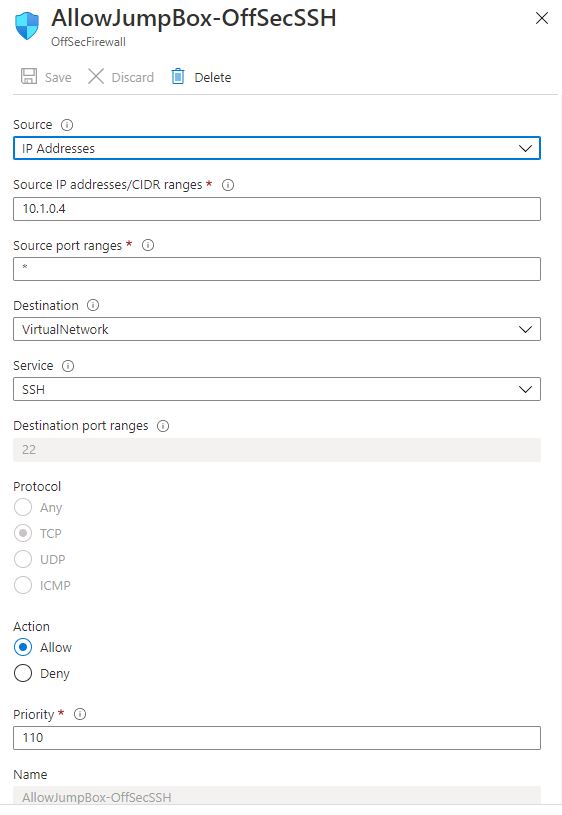 AllowJumpBox-OffSecSSH
OffSecFirewall
Save Discard Delete
Source
IP Addresses
Source IP addresses/CIDR ranges *
10.1.0.4
Source port ranges *
*
Destination
VirtualNetwork
Service
SSH
Destination port ranges
22
Protocol
Any
TCP
UDP
ICMP
Action
Allow
Deny
Priority *
110
Name
AllowJumpBox-OffSecSSH